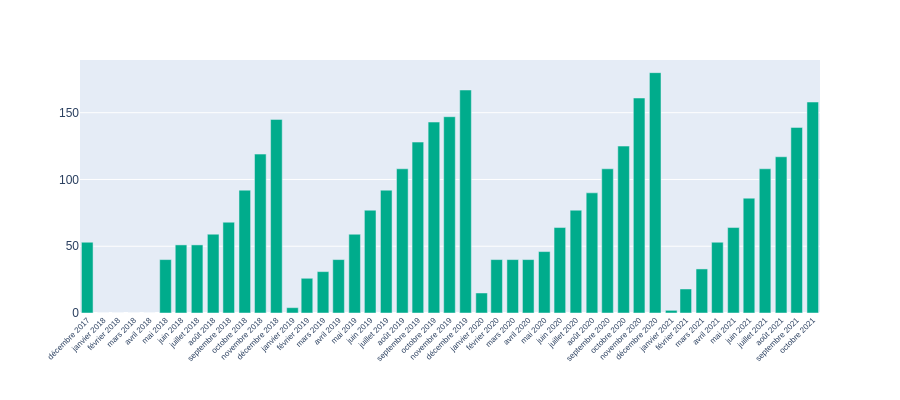 150
100
50
0
décembre 2017
janvier 2018
février 2018
mars 2018
avril 2018
mai 2018
juin 2018
juillet 2018
août 2018
septembre 2018
octobre 2018
novembre 2018
décembre 2018
janvier 2019
février 2019
mars 2019
avril 2019
mai 2019
juin 2019
juillet 2019
août 2019
septembre 2019
octobre 2019
novembre 2019
décembre 2019
janvier 2020
février 2020
mars 2020
avril 2020
mai 2020
juin 2020
juillet 2020
août 2020
septembre 2020
octobre 2020
novembre 2020
décembre 2020
janvier 2021
février 2021
mars 2021
avril 2021
mai 2021
juin 2021
juillet 2021
août 2021
septembre 2021
octobre 2021